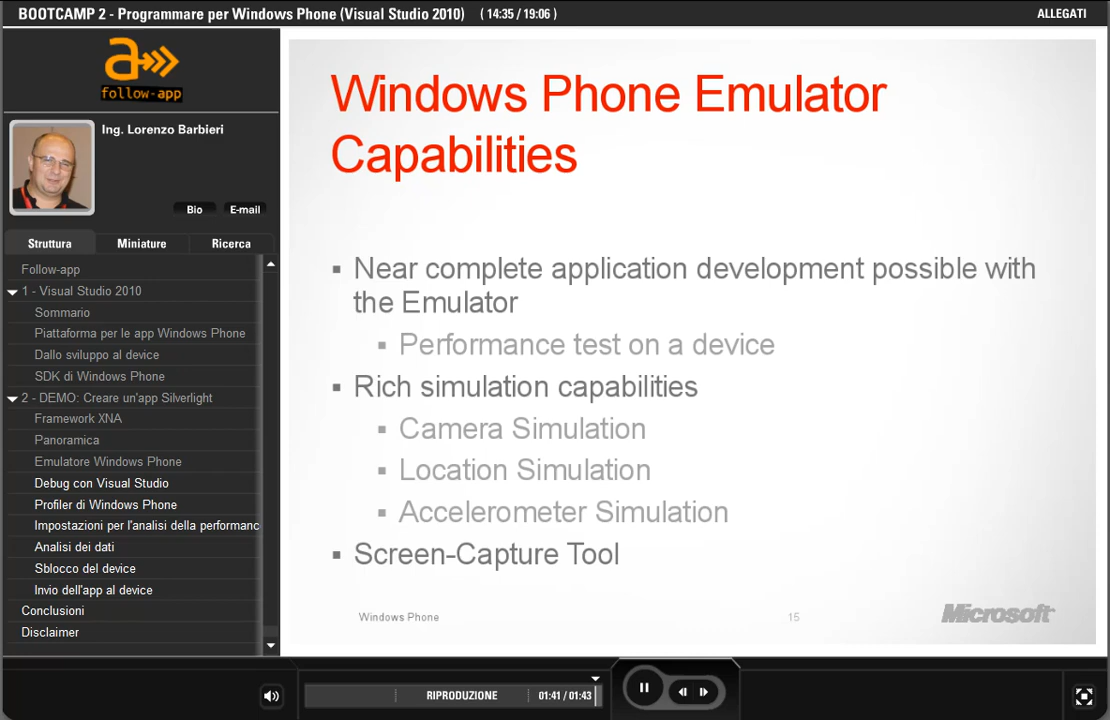 BOOTCAMP 2 - Programmare per Windows Phone (Visual Studio 2010) ( 14:35 / 19:06 )
ALLEGATI
a
follow-app
Ing. Lorenzo Barbieri
Bio
E-mail
Struttura
Miniature
Ricerca
Follow-app
1 - Visual Studio 2010
Sommario
Piattaforma per le app Windows Phone
Dallo sviluppo al device
SDK di Windows Phone
2 - DEMO: Creare un'app Silverlight
Framework XNA
Panoramica
Emulatore Windows Phone
Debug con Visual Studio
Profiler di Windows Phone
Impostazioni per l'analisi della performanc
Analisi dei dati
Sblocco del device
Invio dell'app al device
Conclusioni
Disclaimer
Windows Phone Emulator
Capabilities
Near complete application development possible with
the Emulator
Performance test on a device
Rich simulation capabilities
Camera Simulation
Location Simulation
Accelerometer Simulation
Screen-Capture Tool
Windows Phone
15
Microsoft
RIPRODUZIONE
01:41 / 01:43